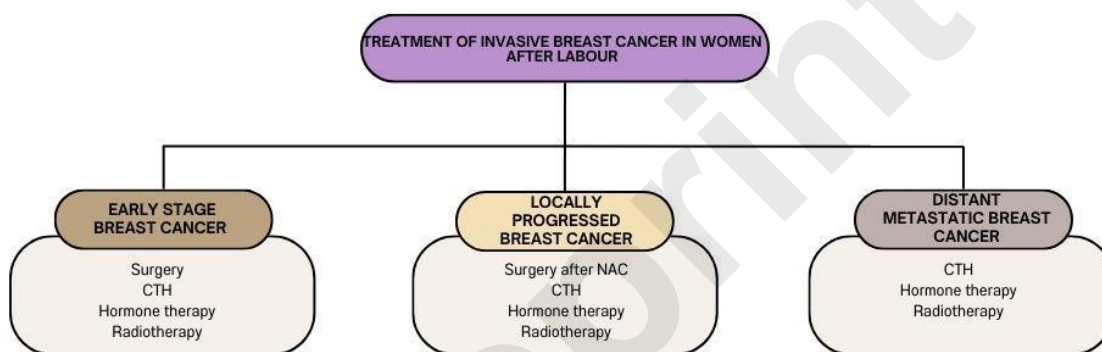 TREATMENT OF INVASIVE BREAST CANCER IN WOMEN
AFTER LABOUR
EARLY STAGE
BREAST CANCER
Surgery
CTH
Hormone therapy
Radiotherapy
LOCALLY
PROGRESSED
BREAST CANCER
Surgery after NAC
CTH
Hormone therapy
Radiotherapy
DISTANT
METASTATIC BREAST
CANCER
CTH
Hormone therapy
Radiotherapy